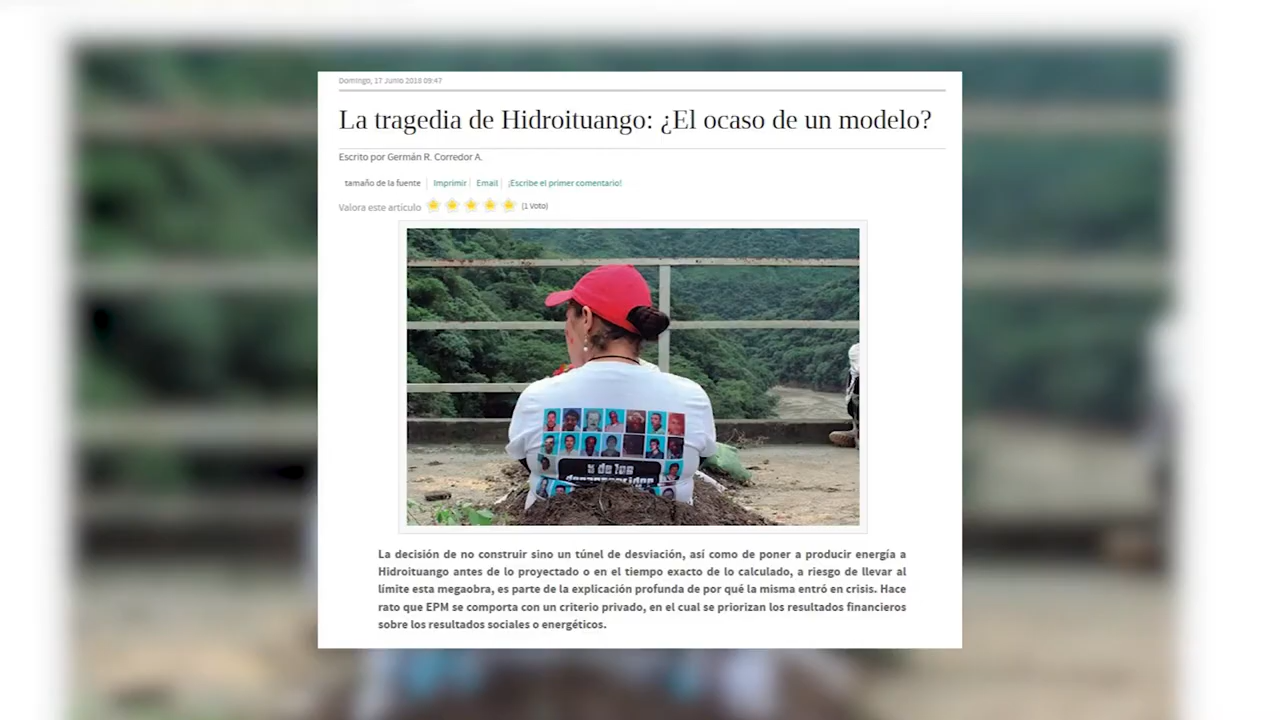 Domingo, 17 Junio 2018 09:47
La tragedia de Hidroituango: ¿El ocaso de un modelo?
Escrito por Germán R. Corredor A.
tamaño de la fuente Imprimir Email ¡Escribe el primer comentario!
Valora este artículo (1 Voto)
y de los
desaparecidos
La decisión de no construir sino un túnel de desviación, así como de poner a producir energía a
Hidroituango antes de lo proyectado o en el tiempo exacto de lo calculado, a riesgo de llevar al
límite esta megaobra, es parte de la explicación profunda de por qué la misma entró en crisis. Hace
rato que EPM se comporta con un criterio privado, en el cual se priorizan los resultados financieros
sobre los resultados sociales o energéticos.